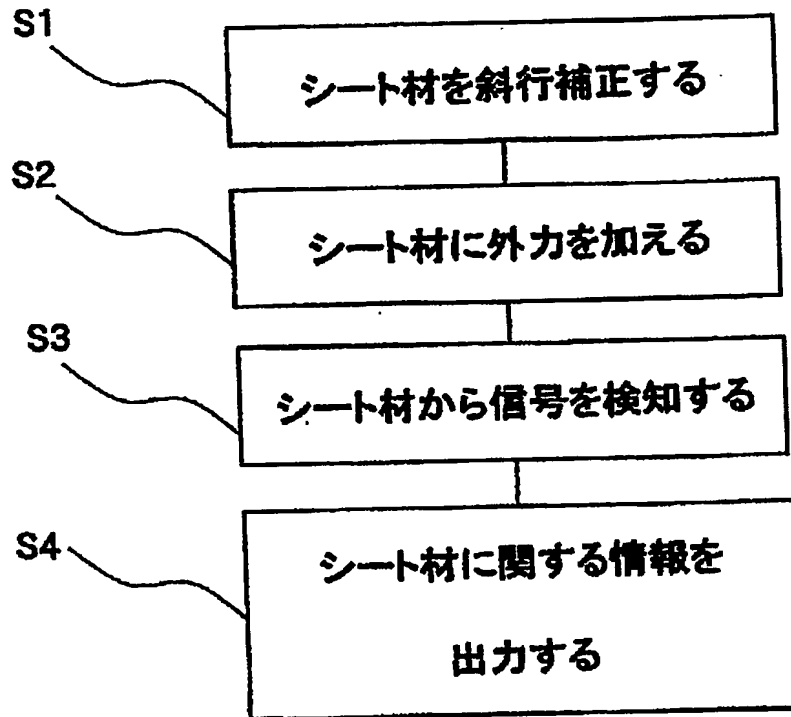 S1
シート材を斜行補正する
S2
シート材に外力を加える
S3
シート材から信号を検知する
S4
シート材に関する情報を
出力する